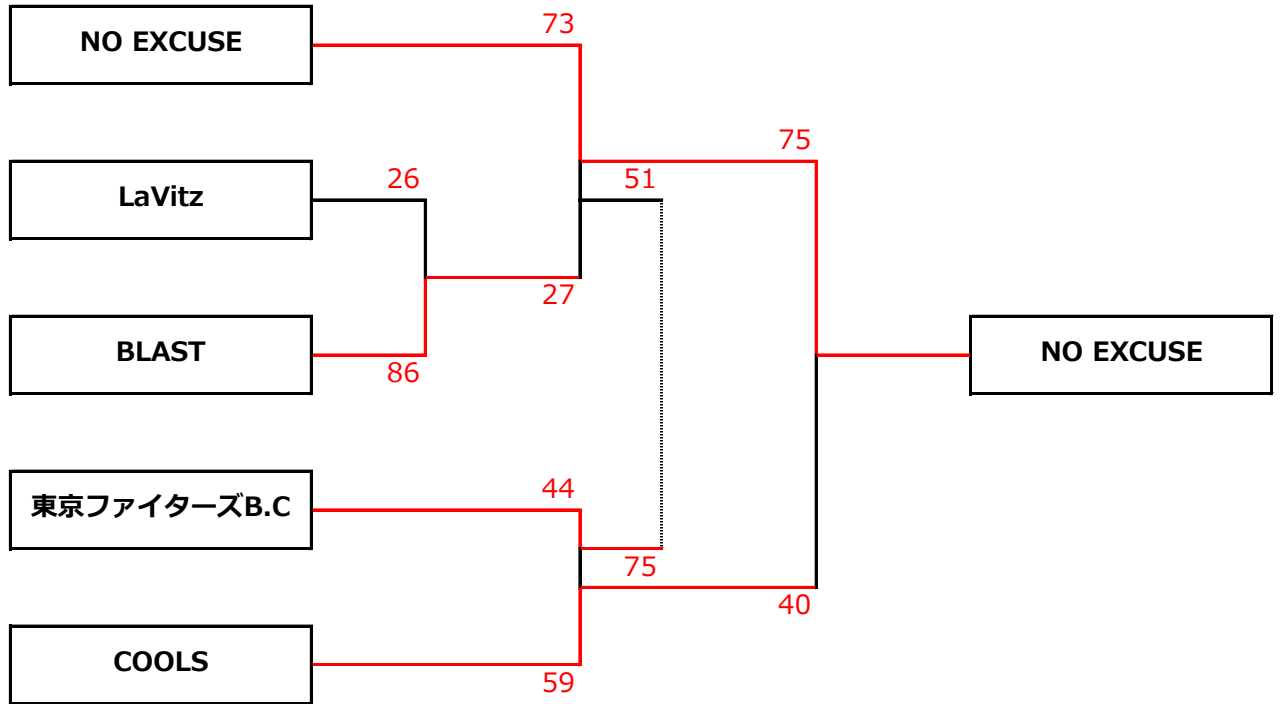 NO EXCUSE
73
75
LaVitz
26
51
27
BLAST
86
NO EXCUSE
東京ファイターズB.C
44
75
40
COOLS
59